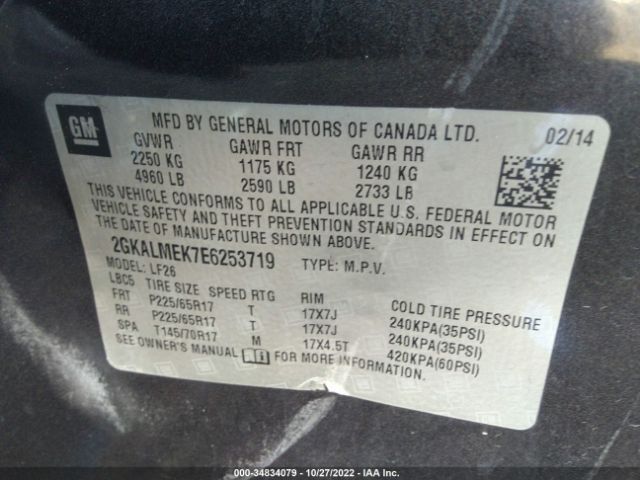 GM
MFD BY GENERAL MOTORS OF CANADA LTD. 02/14
GVWR GAWR FRT GAWR RR
2250 KG 1175 KG 1240 KG
4960 LB 2590 LB 2733 LB
THIS VEHICLE CONFORMS TO ALL APPLICABLE U.S. FEDERAL MOTOR
VEHICLE SAFETY AND THEFT PREVENTION STANDARDS IN EFFECT ON
THE DATE OF MANUFACTURE SHOWN ABOVE.
2GKALMEK7E6253719 TYPE: M.P.V.
MODEL: LF26
LBC5 TIRE SIZE SPEED RTG RIM COLD TIRE PRESSURE
FRT P225/65R17 T 17X7J 240KPA(35PSI)
RR P225/65R17 T 17X7J 240KPA(35PSI)
SPA T145/70R17 M 17X4.5T 420KPA(60PSI)
SEE OWNER'S MANUAL FOR MORE INFORMATION.
000-34834079 - 10/27/2022 - IAA Inc.